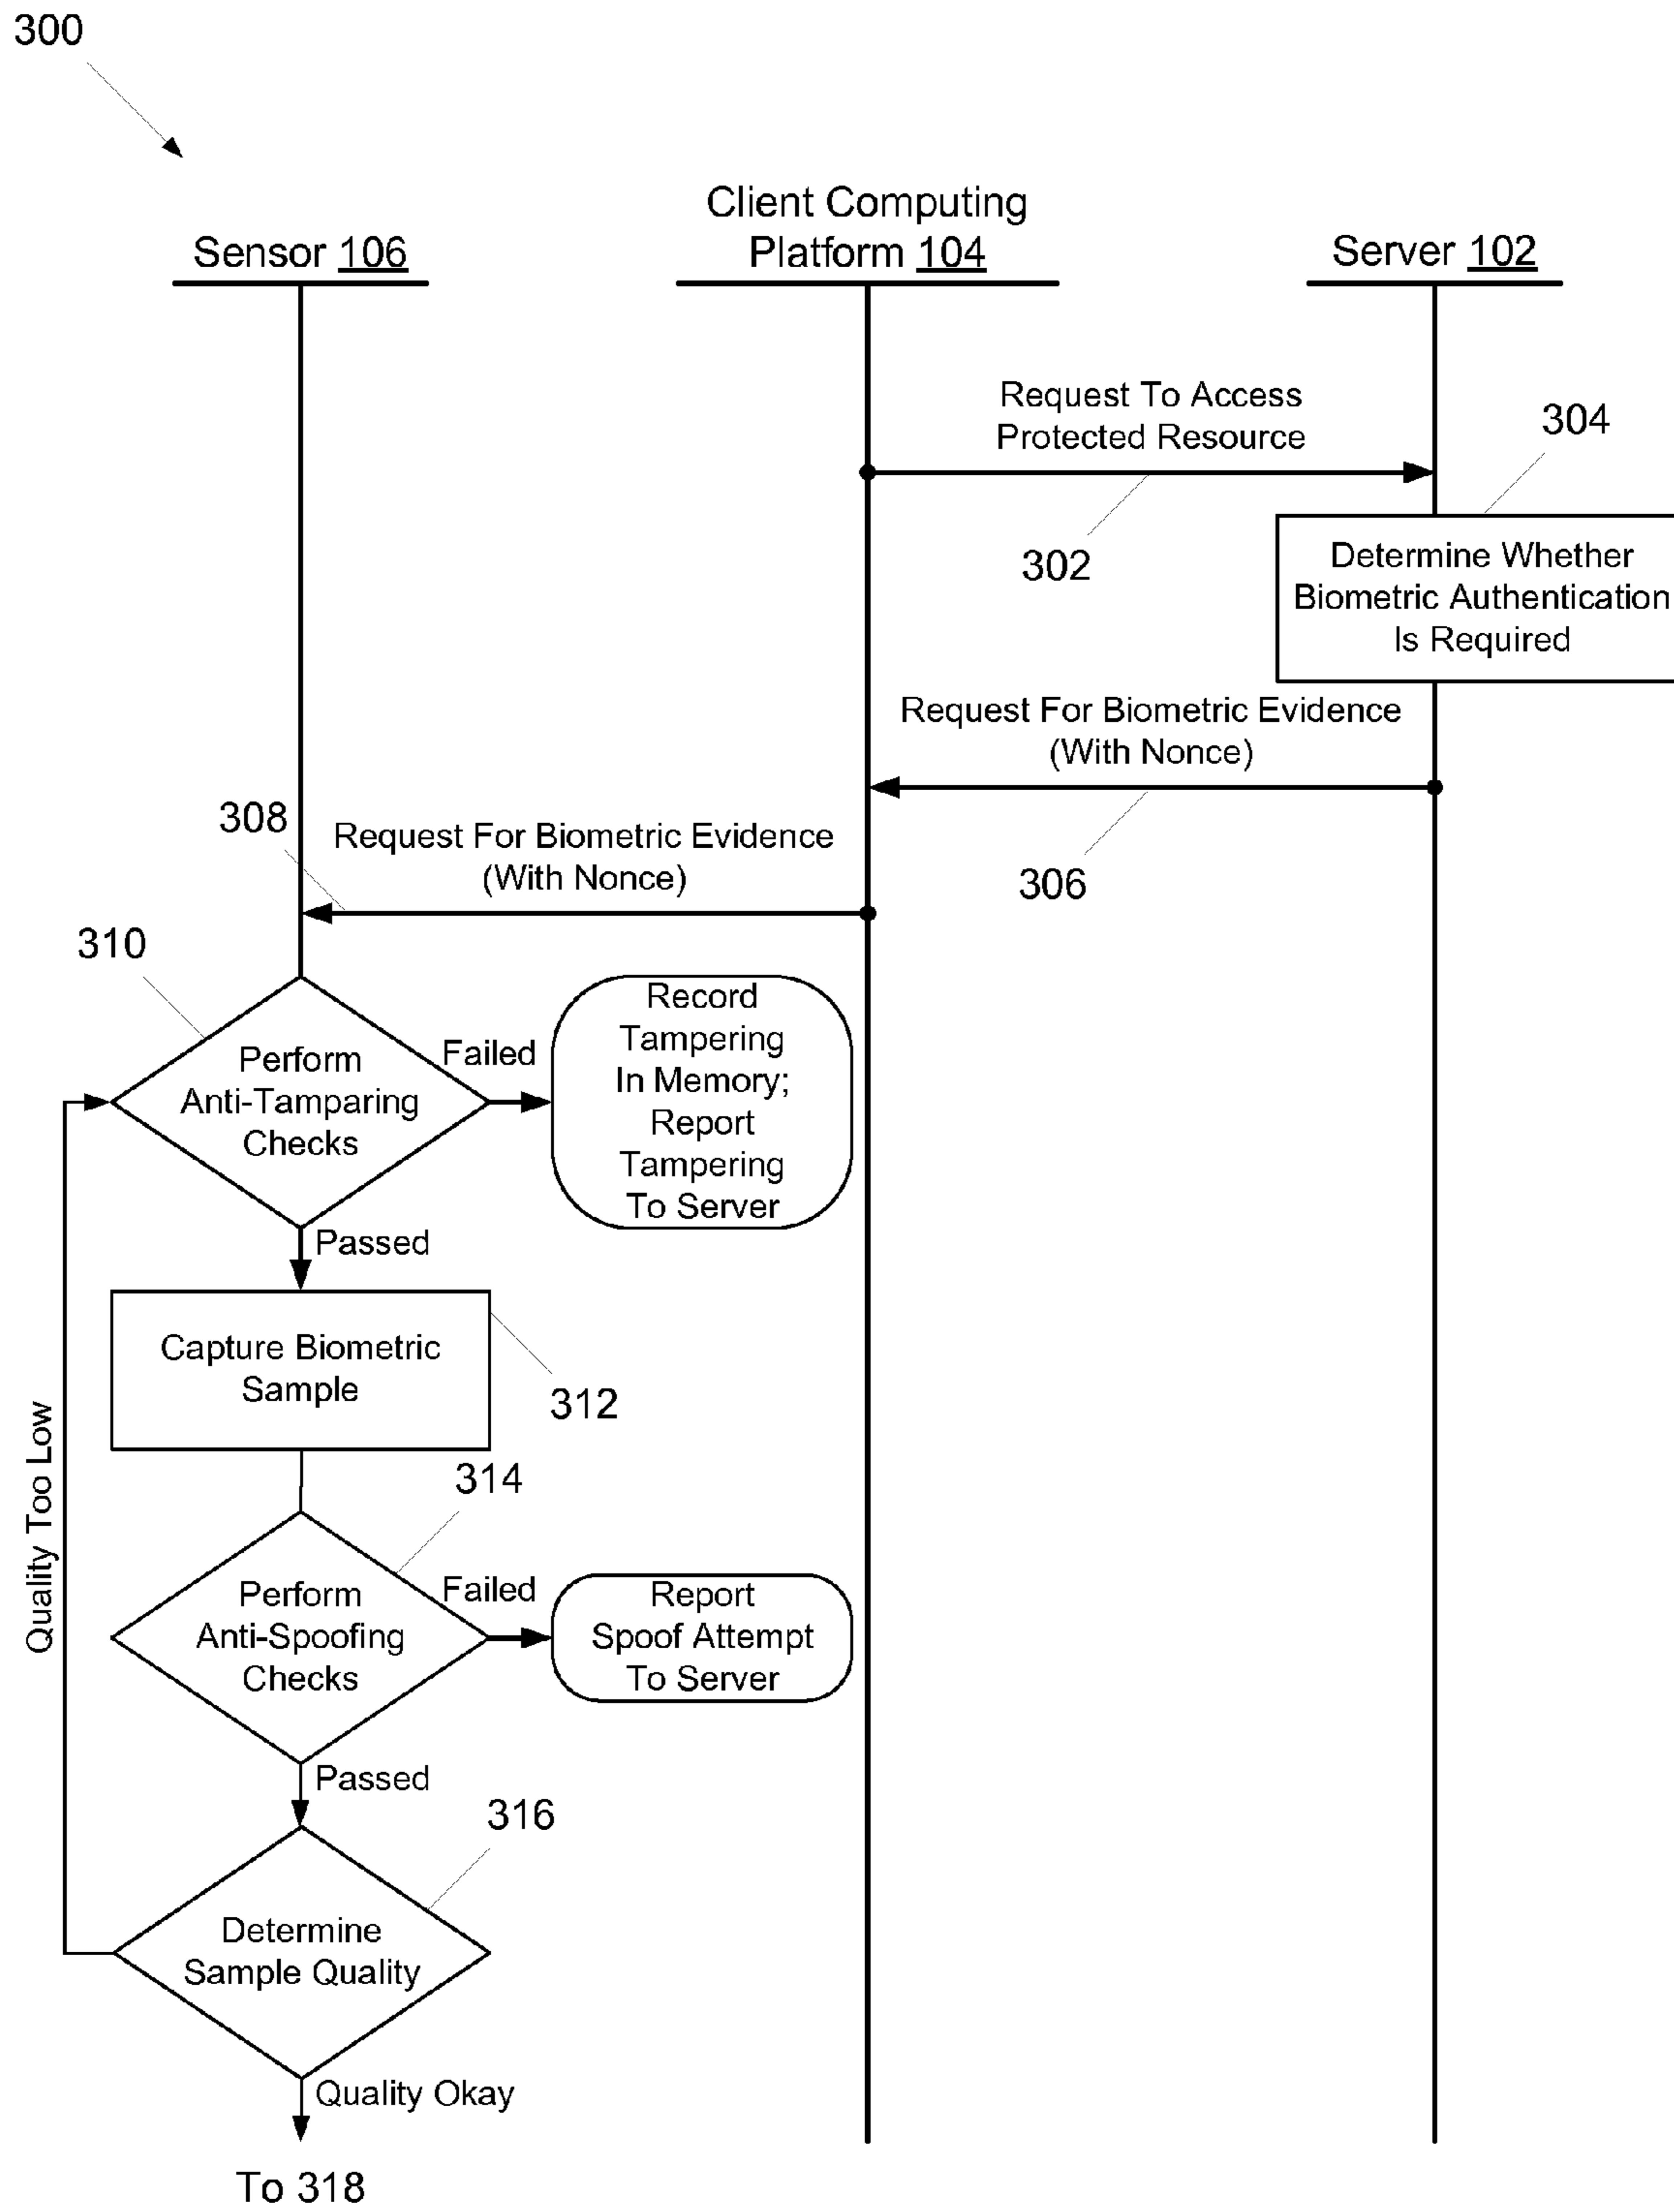 300
Client Computing
Sensor 106
Platform 104
Server 102
Request To Access
Protected Resource
304
302
Determine Whether
Biometric Authentication
Is Required
Request For Biometric Evidence
(With Nonce)
306
308
Request For Biometric Evidence
(With Nonce)
310
Perform
Anti-Tamparing
Checks
Failed
Record
Tampering
In Memory;
Report
Tampering
To Server
Passed
Capture Biometric
Sample
312
314
Quality Too Low
Perform
Anti-Spoofing
Checks
Failed
Report
Spoof Attempt
To Server
Passed
316
Determine
Sample Quality
Quality Okay
To 318